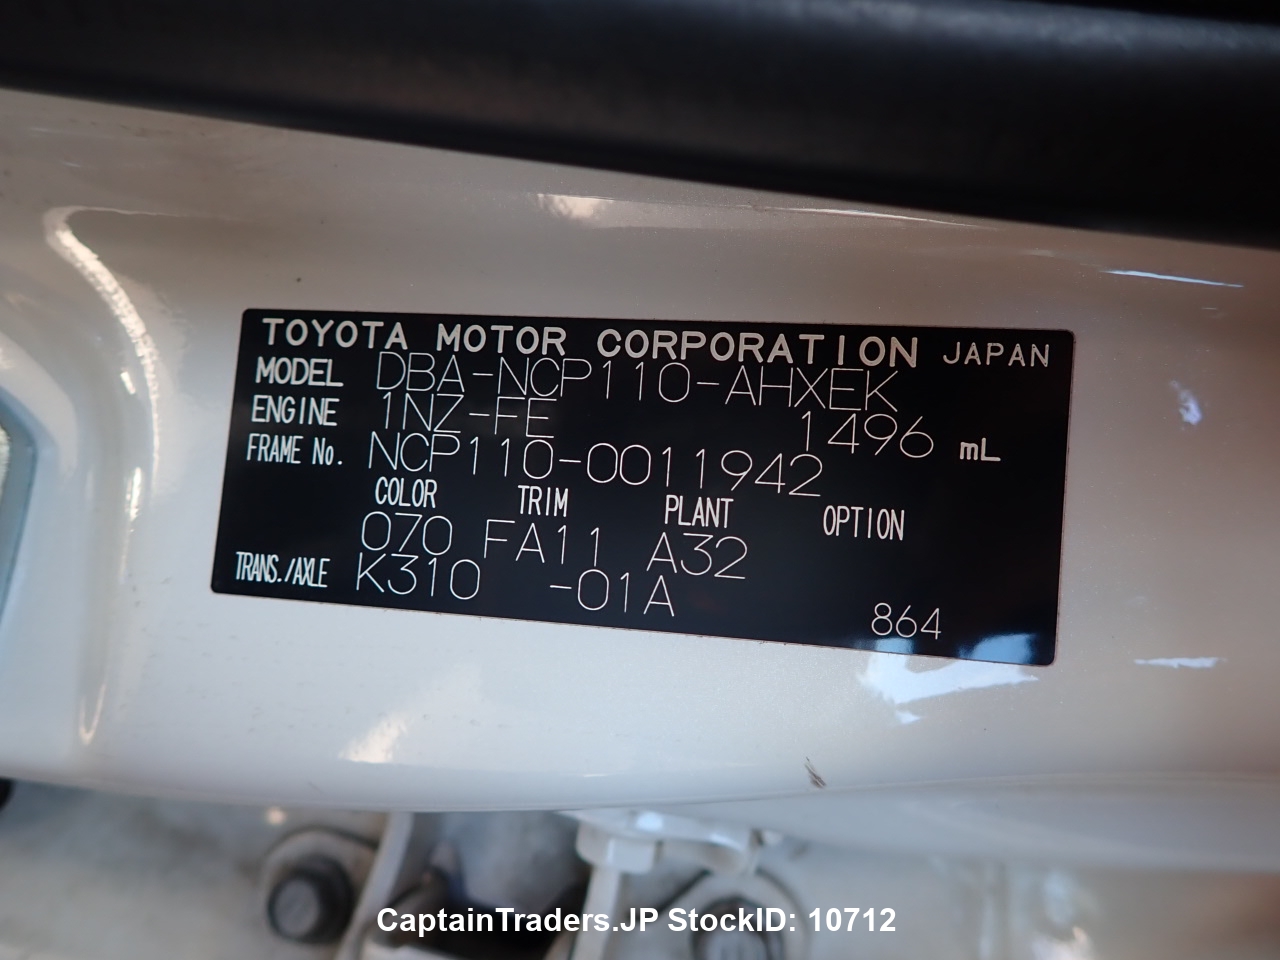 TOYOTA MOTOR CORPORATION JAPAN
MODEL DBA-NCP110-AHXEK
ENGINE 1NZ-FE 1496 mL
FRAME No. NCP110-0011942
COLOR TRIM PLANT OPTION
070 FA11 A32
TRANS./AXLE K310 -01A
864
CaptainTraders.JP StockID: 10712